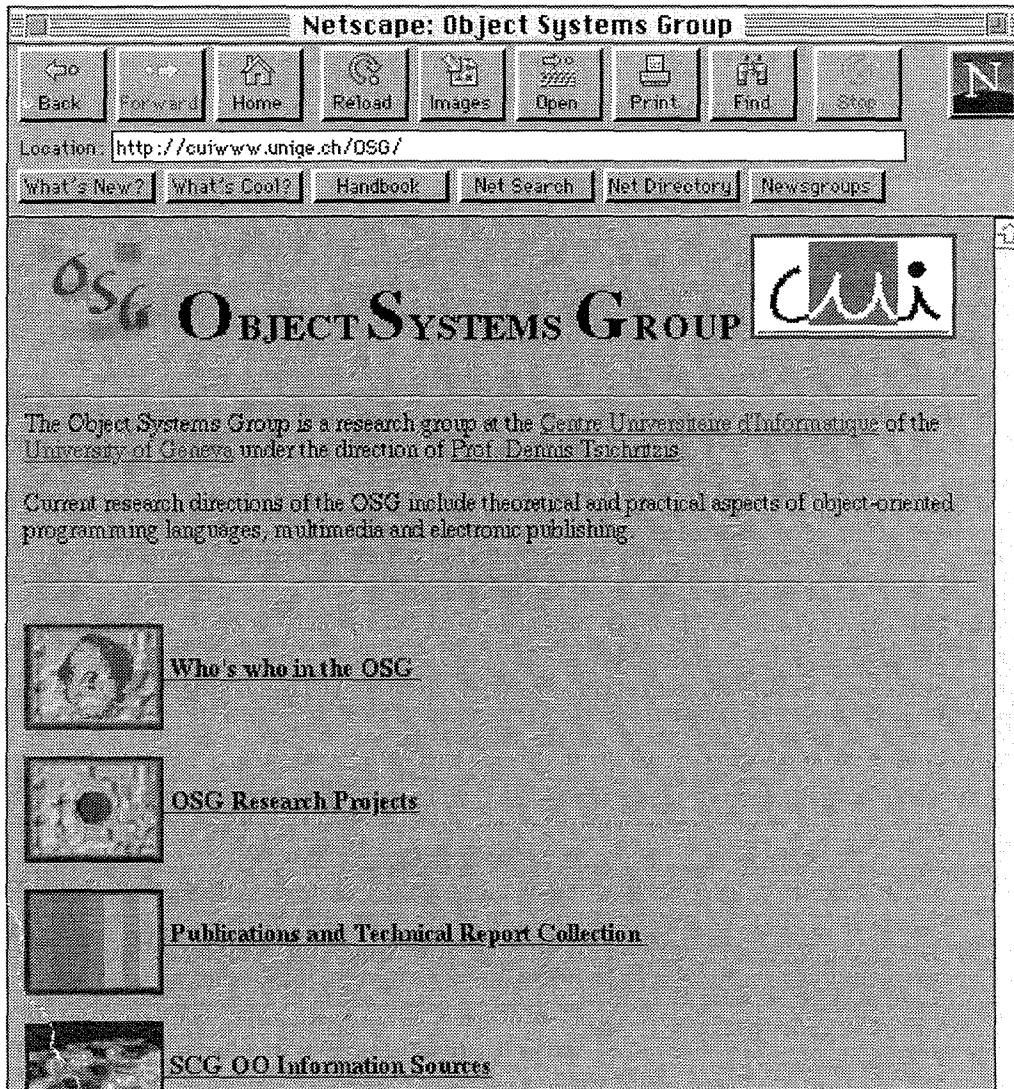 Netscape: Object Systems Group
Back Forward Home Reload Images Open Print Find Stop
N
Location: http://cuiwww.unige.ch/OSG/
What's New? What's Cool? Handbook Net Search Net Directory Newsgroups
OSG
OBJECT SYSTEMS GROUP
cui
The Object Systems Group is a research group at the Centre Universitaire d'Informatique of the
University of Geneva under the direction of Prof. Dennis Tsichritzis
Current research directions of the OSG include theoretical and practical aspects of object-oriented
programming languages, multimedia and electronic publishing.
?
Who's who in the OSG
OSG Research Projects
Publications and Technical Report Collection
SCG OO Information Sources